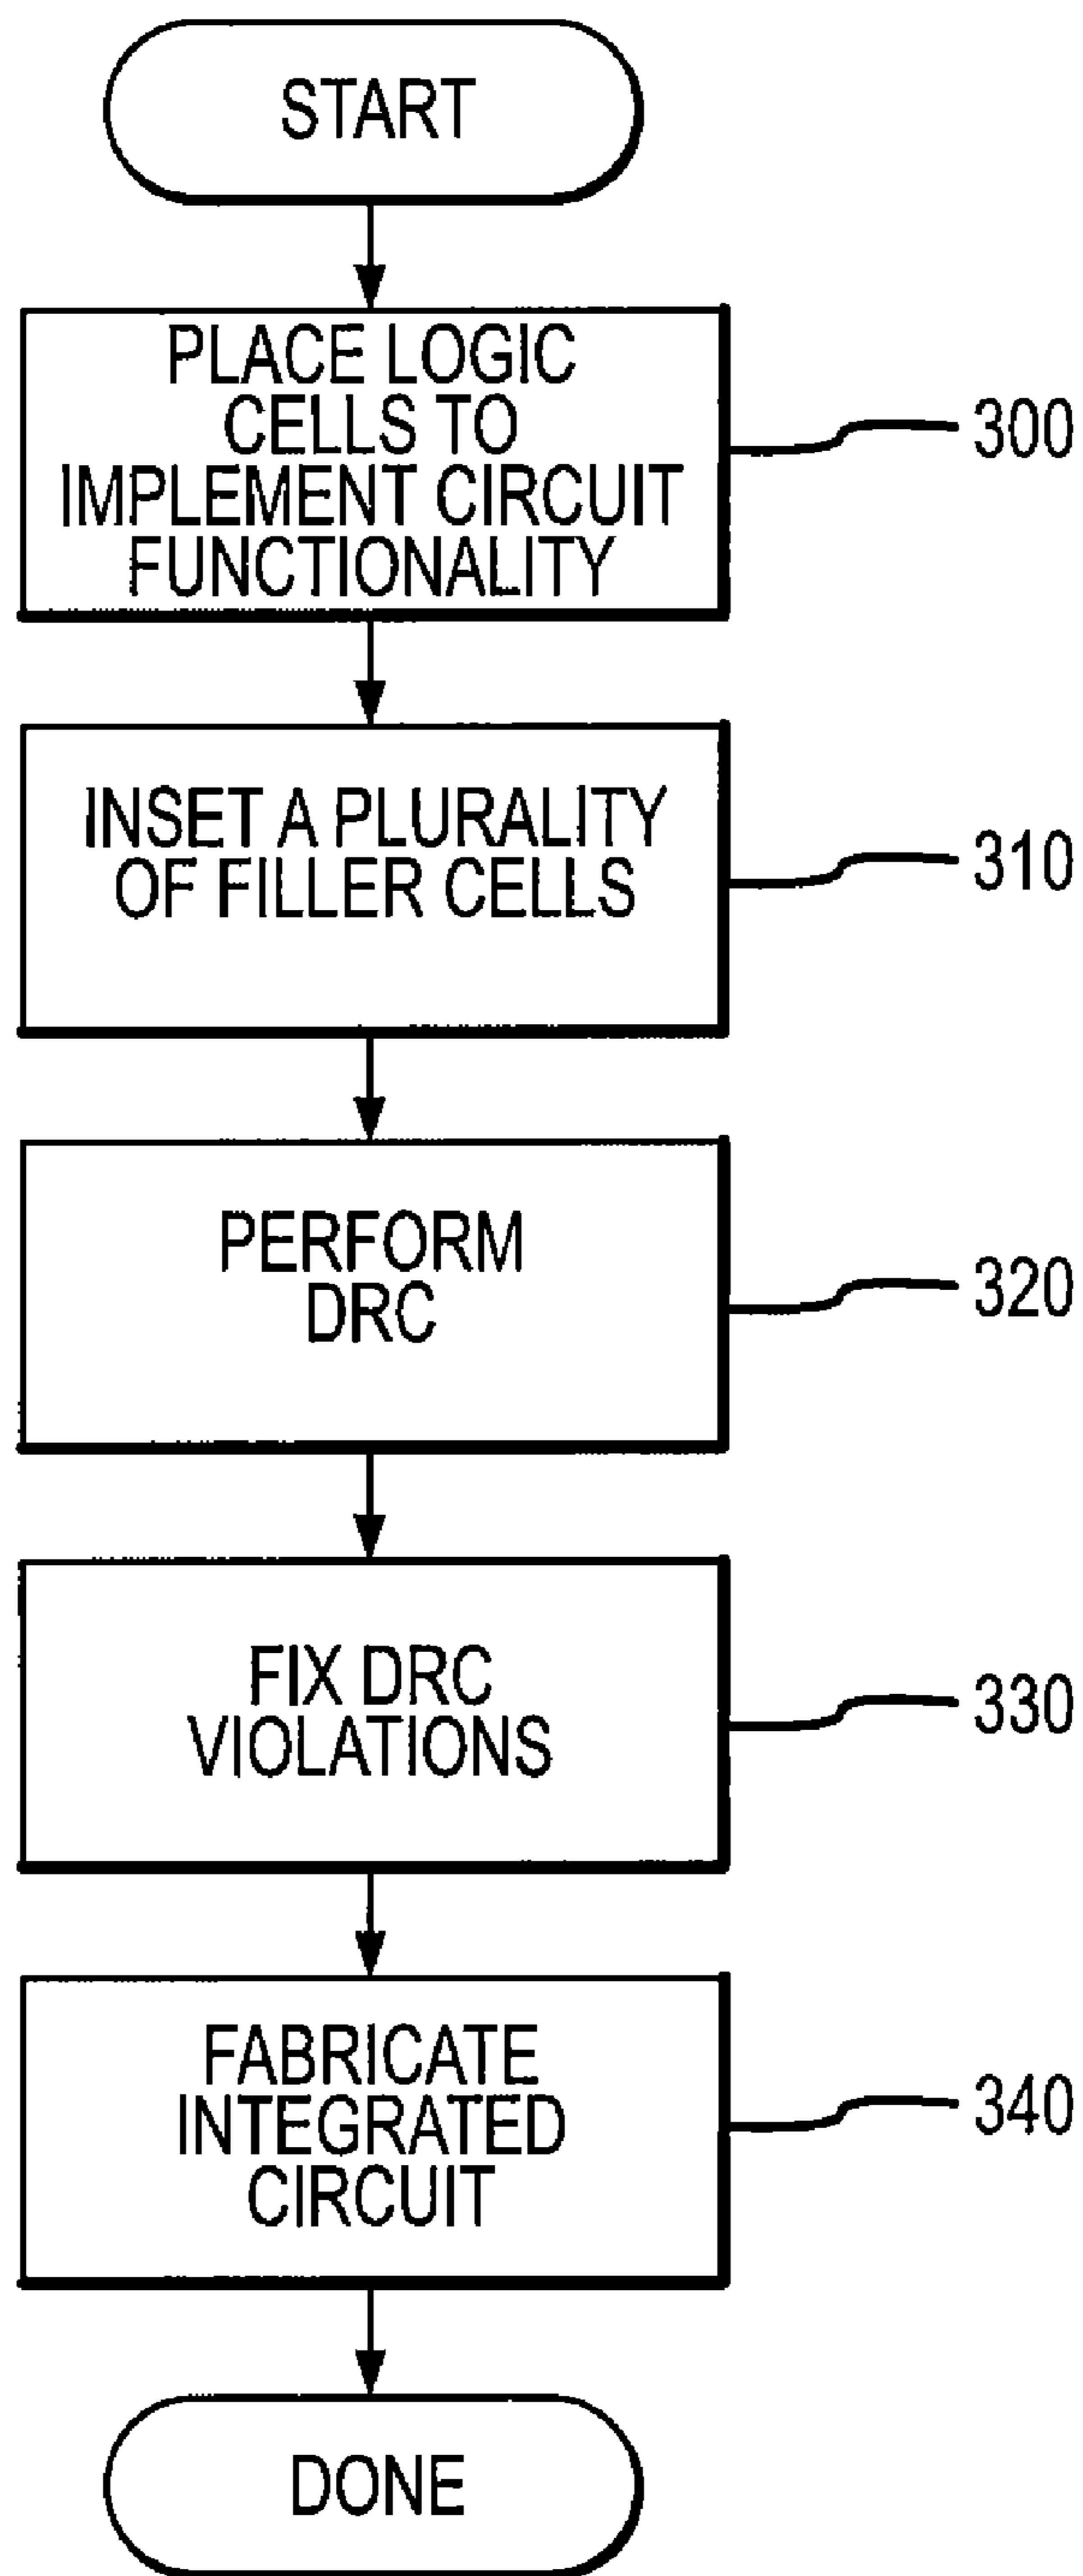 START
PLACE LOGIC
CELLS TO
IMPLEMENT CIRCUIT
FUNCTIONALITY
300
INSET A PLURALITY
OF FILLER CELLS
310
PERFORM
DRC
320
FIX DRC
VIOLATIONS
330
FABRICATE
INTEGRATED
CIRCUIT
340
DONE